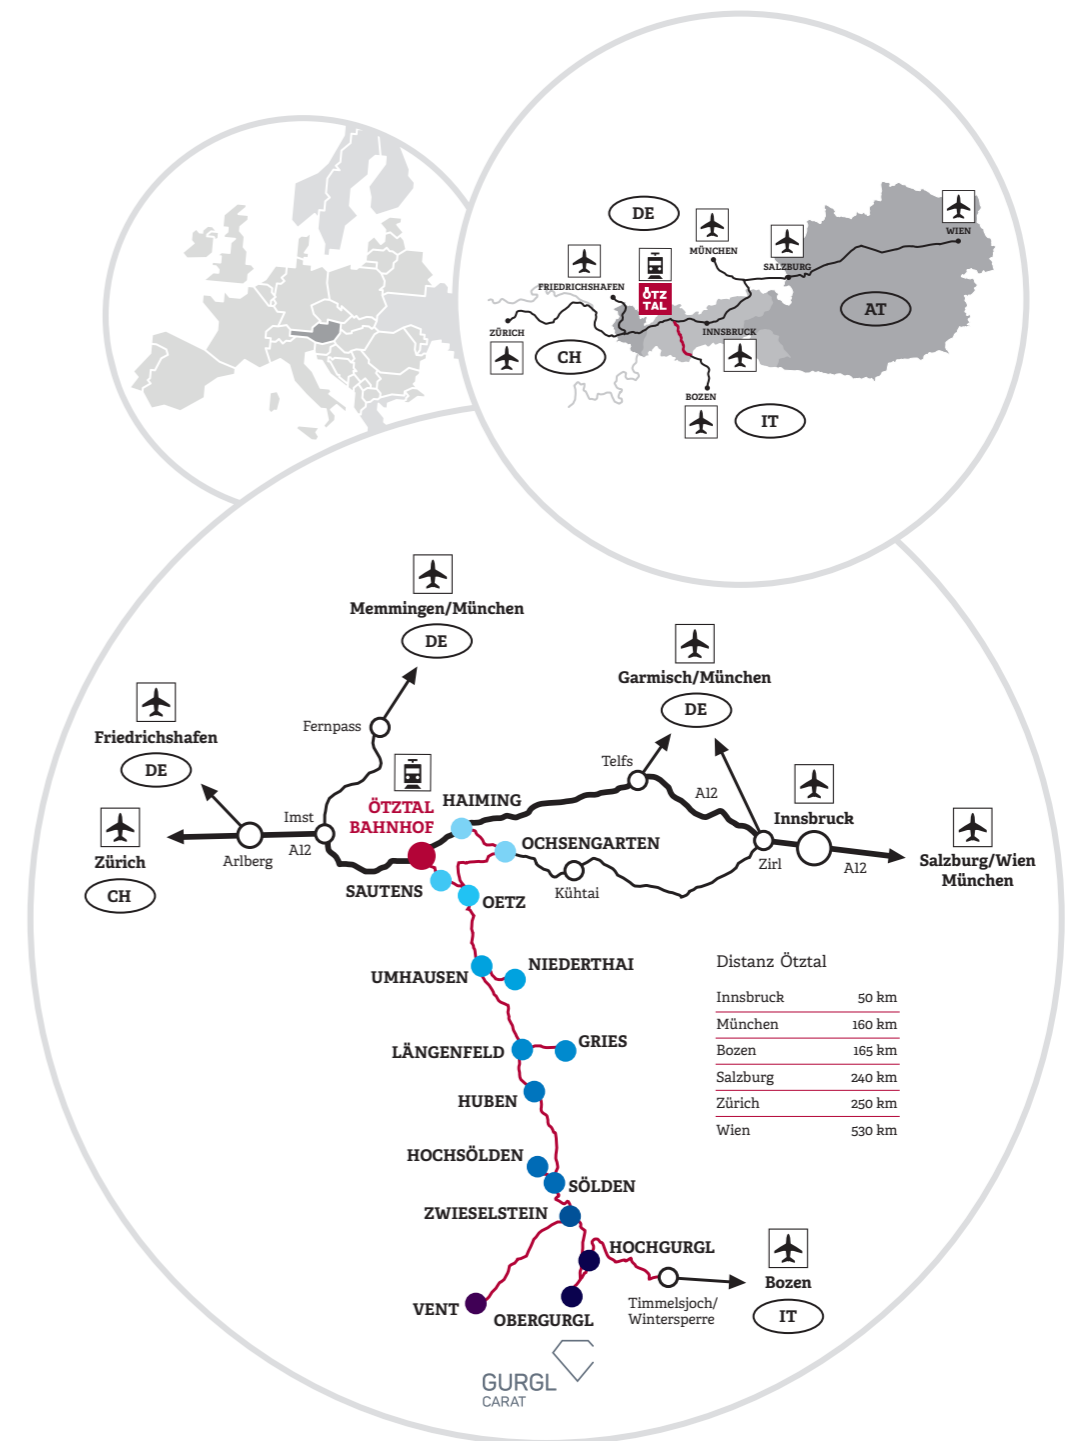 DE
MÜNCHEN
WIEN
SALZBURG
FRIEDRICHSHAFEN
ÖTZ
TAL
AT
ZÜRICH
INNSBRUCK
CH
BOZEN
IT
Memmingen/München
DE
Garmisch/München
DE
Friedrichshafen
DE
Fernpass
Telfs
Imst
A12
ÖTZTAL
BAHNHOF
HAIMING
A12
Innsbruck
Zürich
CH
Arlberg
OCHSENGARTEN
Zirl
A12
Salzburg/Wien
München
SAUTENS
OETZ
Kühtai
UMHAUSEN
NIEDERTHAI
Distanz Ötztal
Innsbruck 50 km
München 160 km
Bozen 165 km
Salzburg 240 km
Zürich 250 km
Wien 530 km
LÄNGENFELD
GRIES
HUBEN
HOCHSÖLDEN
SÖLDEN
ZWIESELSTEIN
HOCHGURGL
VENT
OBERGURGL
Timmelsjoch/
Wintersperre
Bozen
IT
GURGL
CARAT